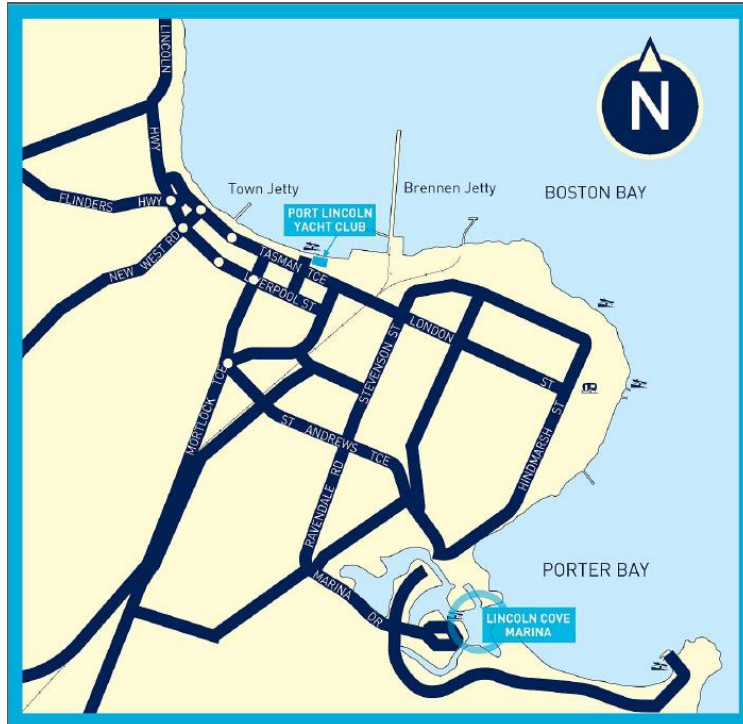 LINCOLN
HWY
N
FLINDERS HWY
NEW WEST RD
Town Jetty
Brennen Jetty
BOSTON BAY
PORT LINCOLN
YACHT CLUB
TASMAN TCE
LIVERPOOL ST
LONDON ST
STEVENSON ST
MORTLOCK TCE
ST ANDREWS TCE
HINDMARSH ST
RAVENDALE RD
MARINA DR
PORTER BAY
LINCOLN COVE
MARINA